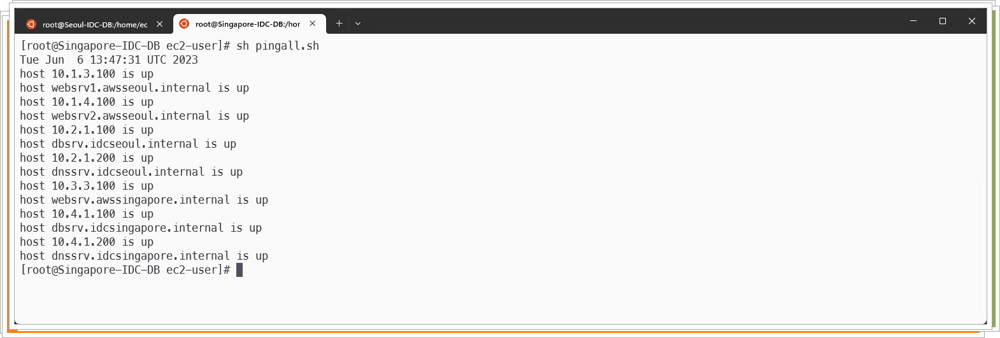 root@Seoul-IDC-DB:/home/ec
root@Singapore-IDC-DB:/hor
[root@Singapore-IDC-DB ec2-user]# sh pingall.sh
Tue Jun  6 13:47:31 UTC 2023
host 10.1.3.100 is up
host websrv1.awsseoul.internal is up
host 10.1.4.100 is up
host websrv2.awsseoul.internal is up
host 10.2.1.100 is up
host dbsrv.idcseoul.internal is up
host 10.2.1.200 is up
host dnssrv.idcseoul.internal is up
host 10.3.3.100 is up
host websrv.awssingapore.internal is up
host 10.4.1.100 is up
host dbsrv.idcsingapore.internal is up
host 10.4.1.200 is up
host dnssrv.idcsingapore.internal is up
[root@Singapore-IDC-DB ec2-user]#